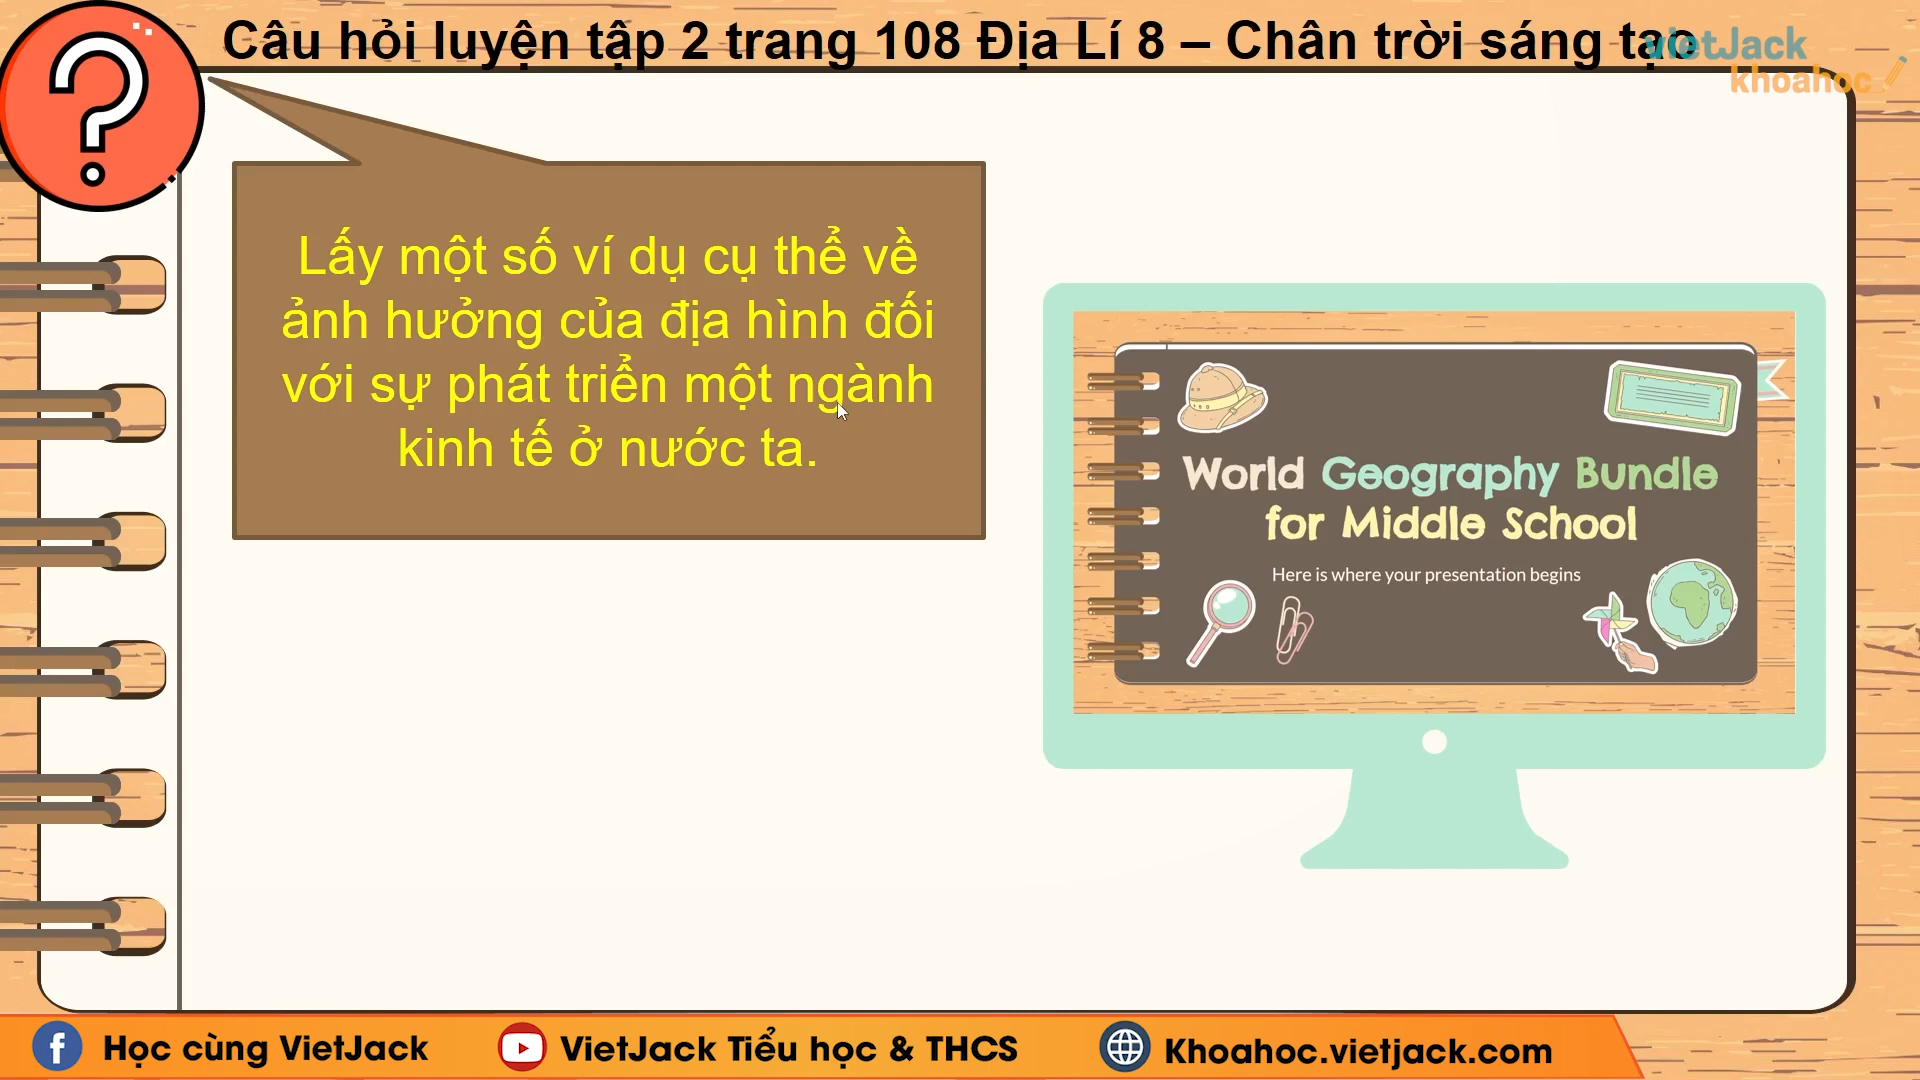 Câu hỏi luyện tập 2 trang 108 Địa Lí 8 – Chân trời sáng tạo
vietJack
khoahoc
Lấy một số ví dụ cụ thể về
ảnh hưởng của địa hình đối
với sự phát triển một ngành
kinh tế ở nước ta.
World Geography Bundle
for Middle School
Here is where your presentation begins
Học cùng VietJack
VietJack Tiểu học & THCS
Khoahoc.vietjack.com